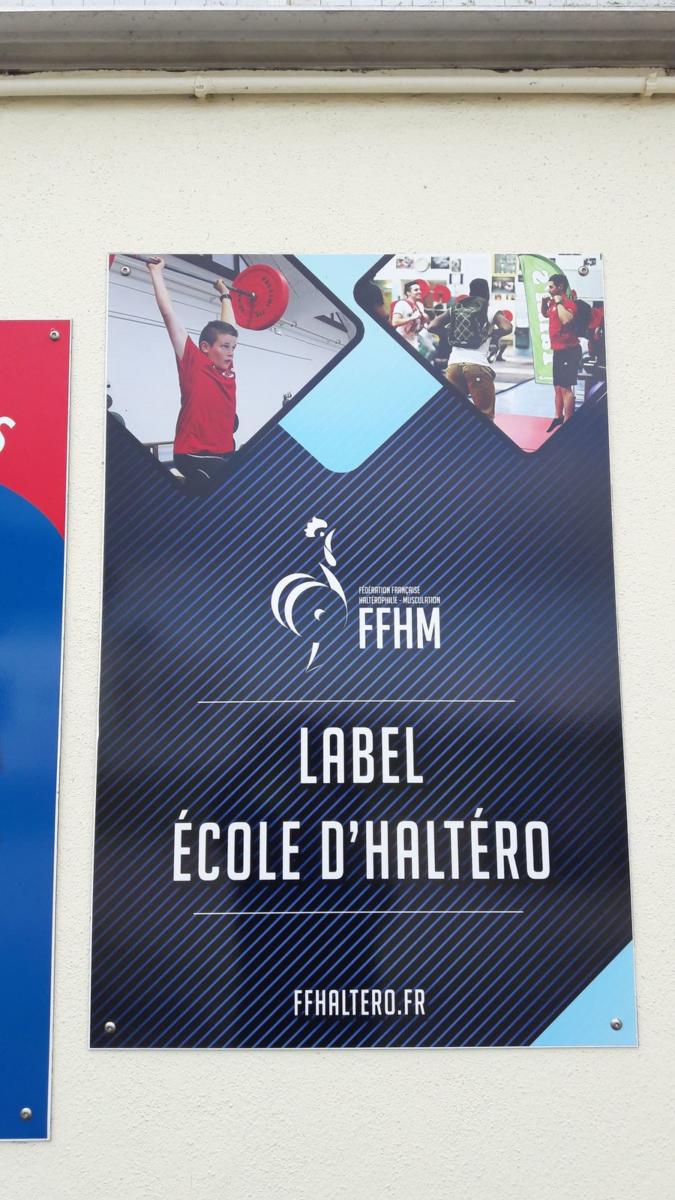 S
FÉDÉRATION FRANÇAISE
HALTÉROPHILIE - MUSCULATION
FFHM
LABEL
ÉCOLE D'HALTÉRO
FFHALTERO.FR